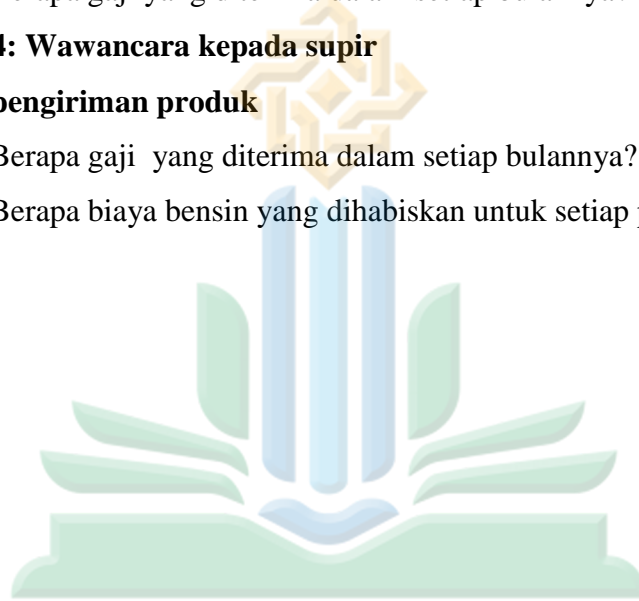 4: Wawancara kepada supir
pengiriman produk
Berapa gaji yang diterima dalam setiap bulannya?
Berapa biaya bensin yang dihabiskan untuk setiap